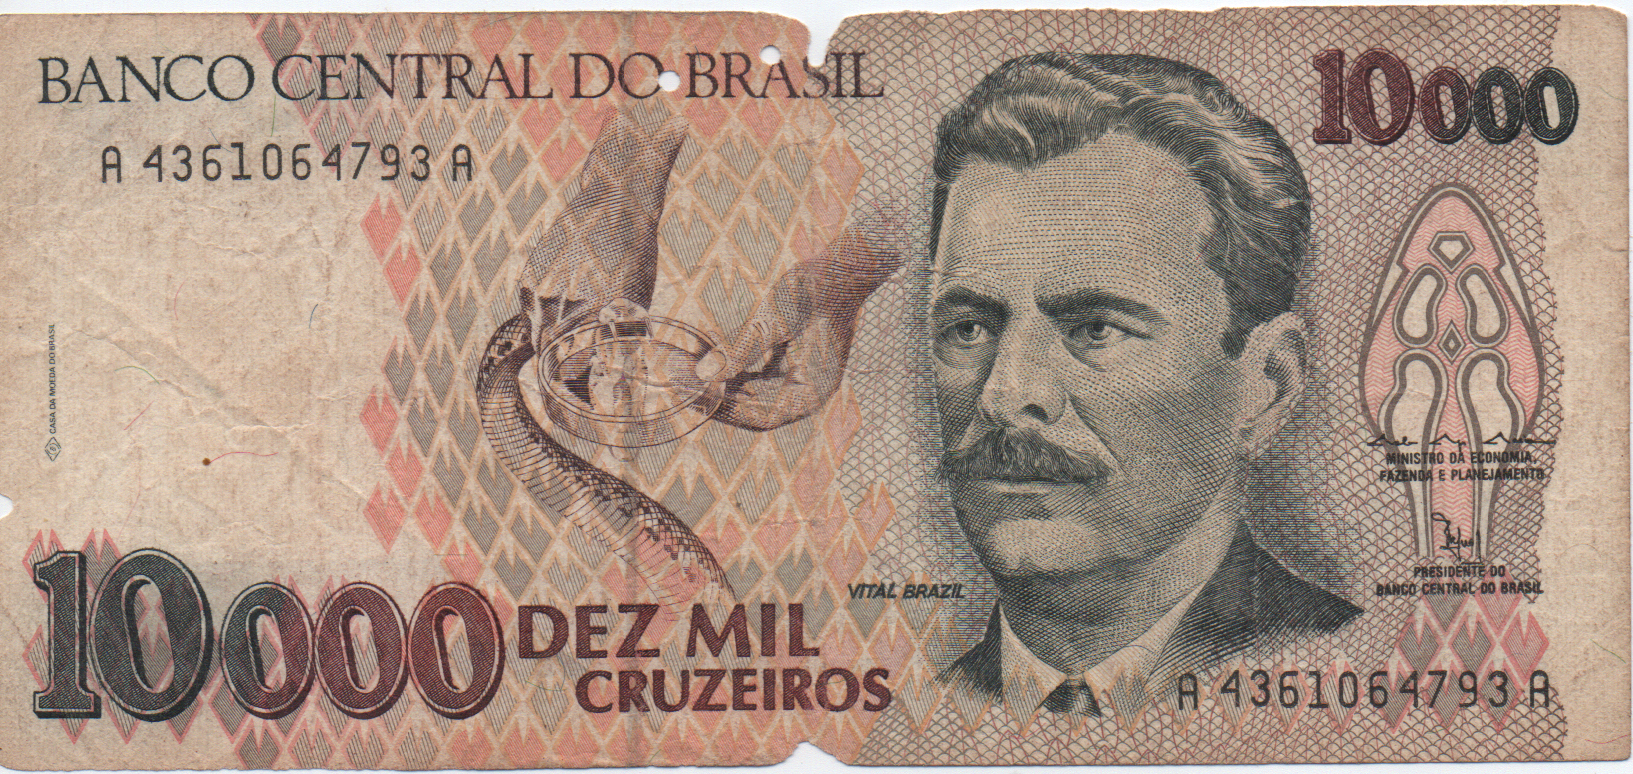 BANCO CENTRAL DO BRASIL
10000
A 4361064793 A
CASA DA MOEDA DO BRASIL
MINISTRO DA ECONOMIA,
FAZENDA E PLANEJAMENTO
PRESIDENTE DO
BANCO CENTRAL DO BRASIL
VITAL BRAZIL
10000
DEZ MIL
CRUZEIROS
A 4361064793 A